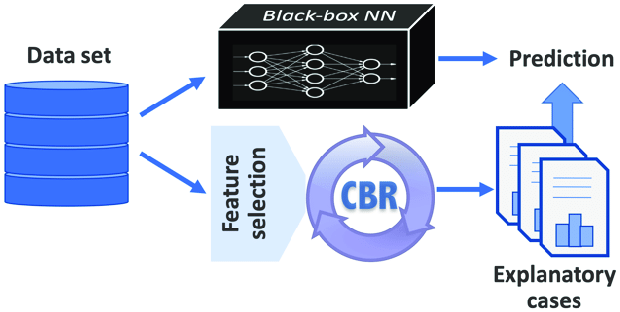 Black-box NN
Data set
Prediction
Feature
selection
CBR
Explanatory
cases